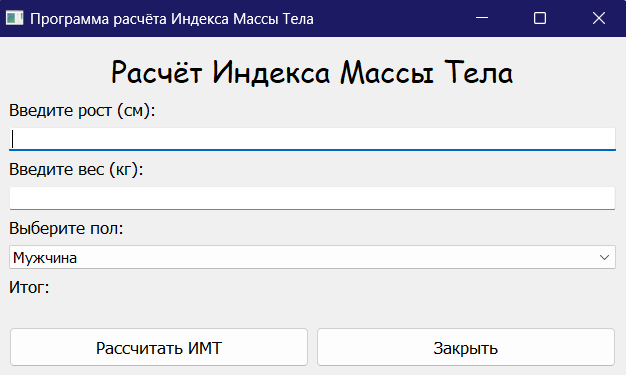 Программа расчёта Индекса Массы Тела
Расчёт Индекса Массы Тела
Введите рост (см):
Введите вес (кг):
Выберите пол:
Мужчина
Итог:
Рассчитать ИМТ
Закрыть